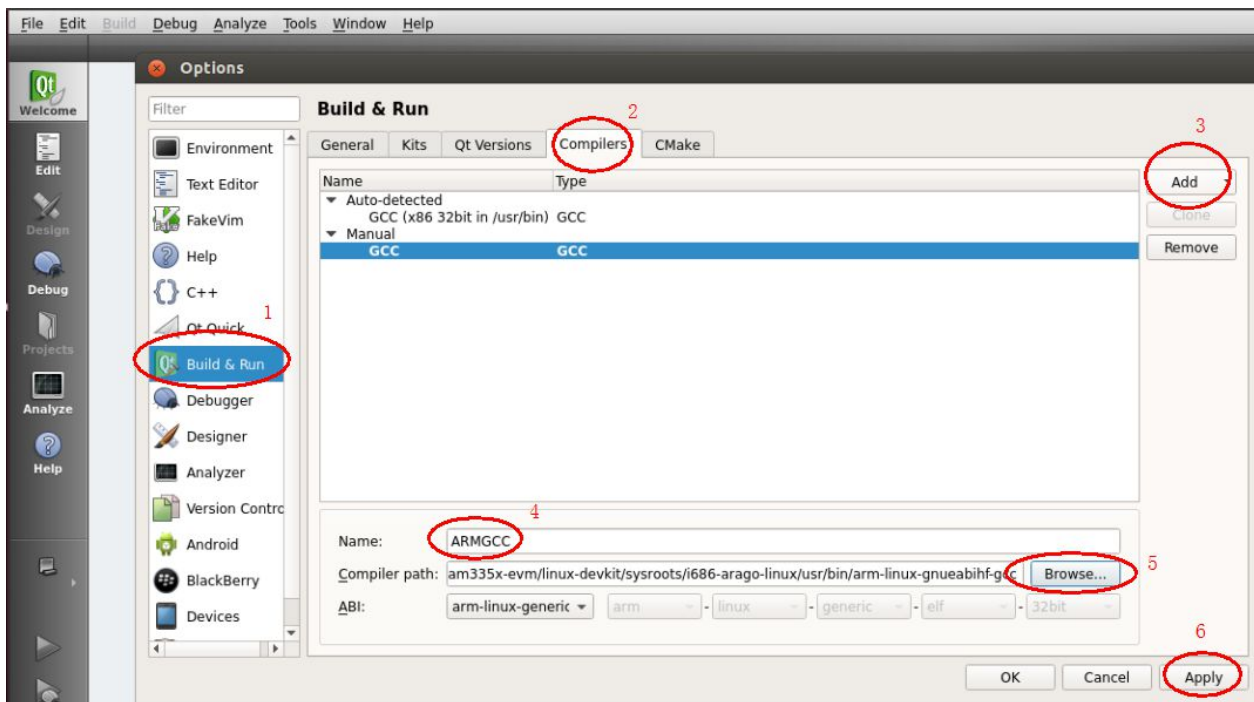 File Edit Build Debug Analyze Tools Window Help
Options
Qt
Welcome
Edit
Design
Debug
Projects
Analyze
Help
Filter
Environment
Text Editor
FakeVim
Help
C++
1
Qt Quick
Build & Run
Debugger
Designer
Analyzer
Version Contro
Android
BlackBerry
Devices
Build & Run
2
General Kits Qt Versions Compilers CMake
3
Name Type
Auto-detected
GCC (x86 32bit in /usr/bin) GCC
Manual
GCC GCC
Add
Clone
Remove
4
Name: ARMGCC
Compiler path: am335x-evm/linux-devkit/sysroots/i686-arago-linux/usr/bin/arm-linux-gnueabihf-gcc Browse... 5
ABI: arm-linux-generic arm - linux - generic - elf - 32bit
6
OK Cancel Apply